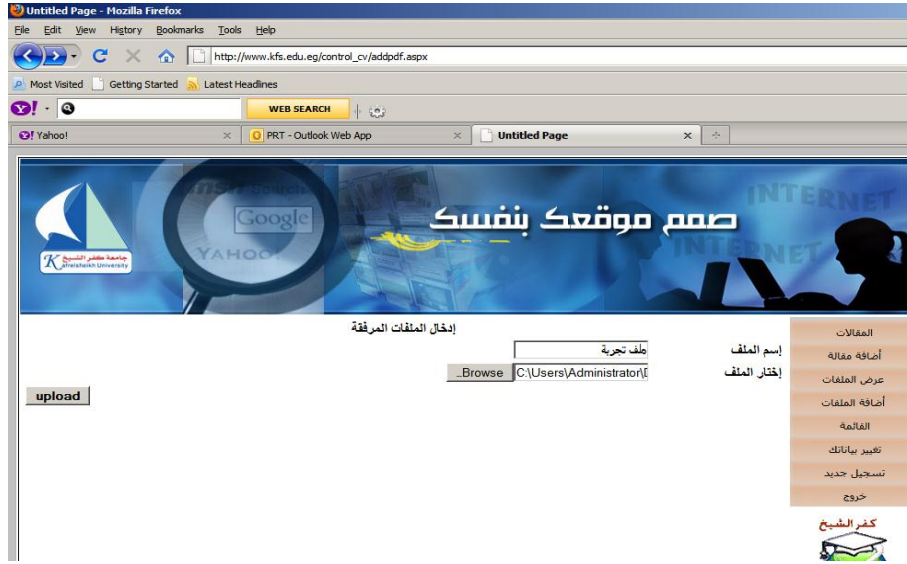 Untitled Page - Mozilla Firefox
File Edit View History Bookmarks Tools Help
http://www.kfs.edu.eg/control_cv/addpdf.aspx
Most Visited Getting Started Latest Headlines
Y! WEB SEARCH
Yahoo! PRT - Outlook Web App Untitled Page
Search
Google
YAHOO!
INTERNET
INTERNET
صمم موقعك بنفسك
جامعة كفر الشيخ
Kafrelsheikh University
إدخال الملفات المرفقة
إسم الملف ملف تجربة
إختار الملف C:\Users\Administrator\ Browse..
upload
المقالات
أضافة مقالة
عرض الملفات
أضافة الملفات
القائمة
تغيير بياناتك
تسجيل جديد
خروج
كفر الشيخ